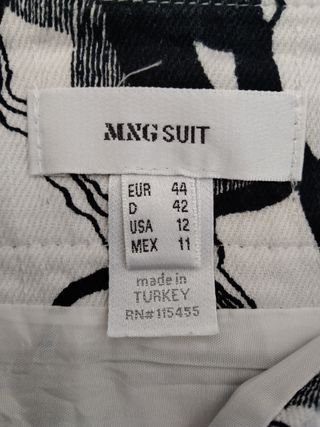 MNG SUIT
EUR 44
D 42
USA 12
MEX 11
made in
TURKEY
RN#115455